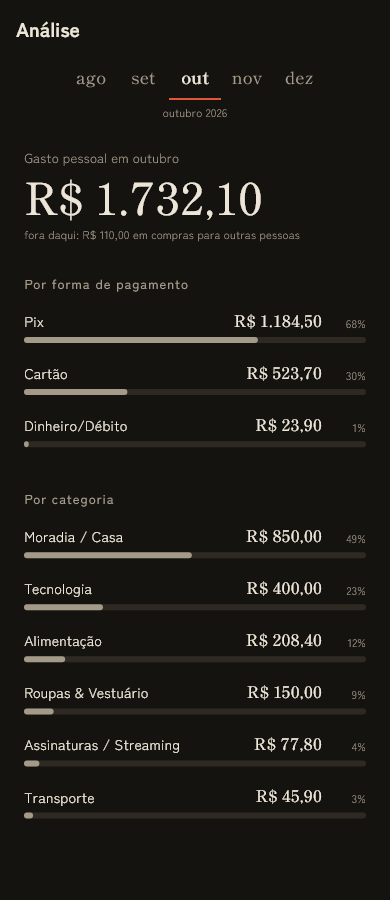 Análise
ago set out nov dez
outubro 2026
Gasto pessoal em outubro
R$ 1.732,10
fora daqui: R$ 110,00 em compras para outras pessoas
Por forma de pagamento
Pix R$ 1.184,50 68%
Cartão R$ 523,70 30%
Dinheiro/Débito R$ 23,90 1%
Por categoria
Moradia / Casa R$ 850,00 49%
Tecnologia R$ 400,00 23%
Alimentação R$ 208,40 12%
Roupas & Vestuário R$ 150,00 9%
Assinaturas / Streaming R$ 77,80 4%
Transporte R$ 45,90 3%